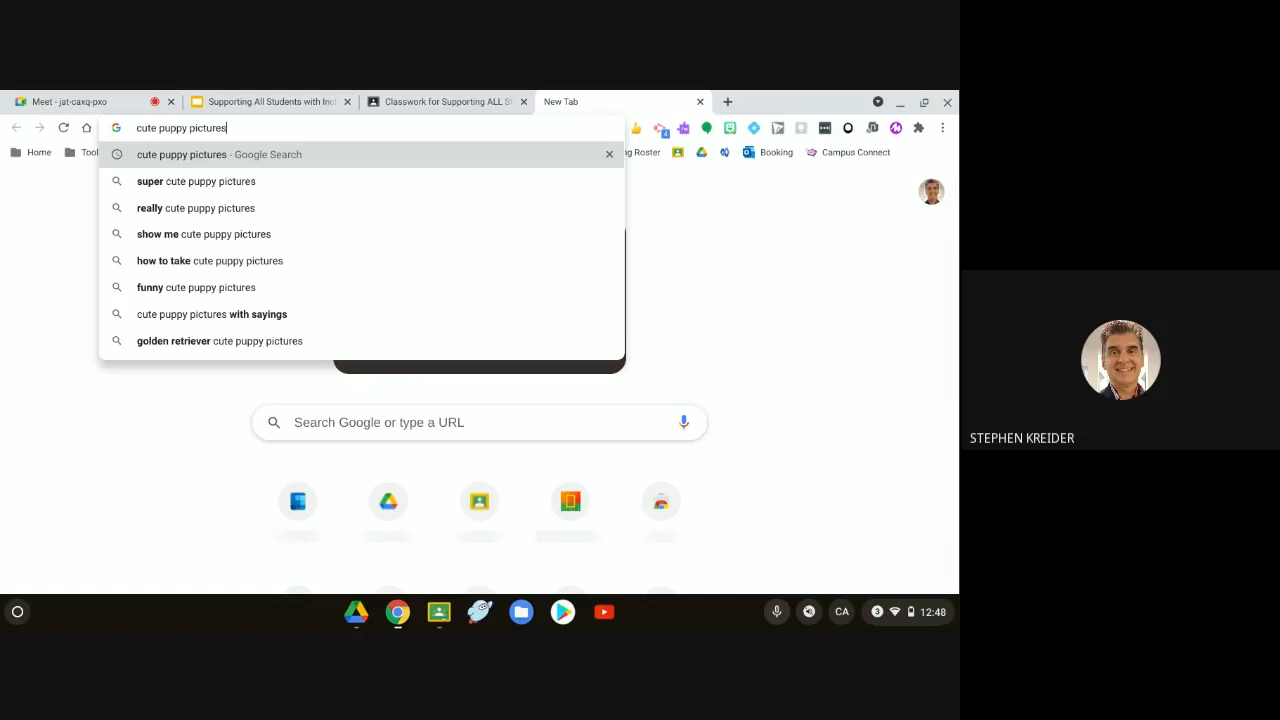 Meet - jat-caxq-pxo
Supporting All Students with Incl
Classwork for Supporting ALL St
New Tab
cute puppy pictures
Home
Tool
ng Roster
Booking
Campus Connect
cute puppy pictures - Google Search
super cute puppy pictures
really cute puppy pictures
show me cute puppy pictures
how to take cute puppy pictures
funny cute puppy pictures
cute puppy pictures with sayings
golden retriever cute puppy pictures
Search Google or type a URL
STEPHEN KREIDER
CA
3
12:48